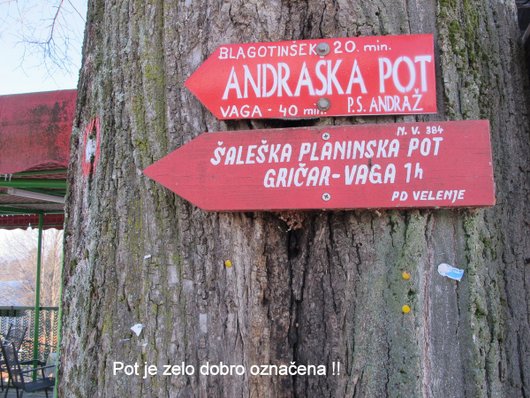 BLAGOTINŠEK 20. min.
ANDRAŠKA POT
VAGA - 40 min. P.S. ANDRAŽ
N. V. 384
ŠALEŠKA PLANINSKA POT
GRIČAR-VAGA 1h
PD VELENJE
Pot je zelo dobro označena !!